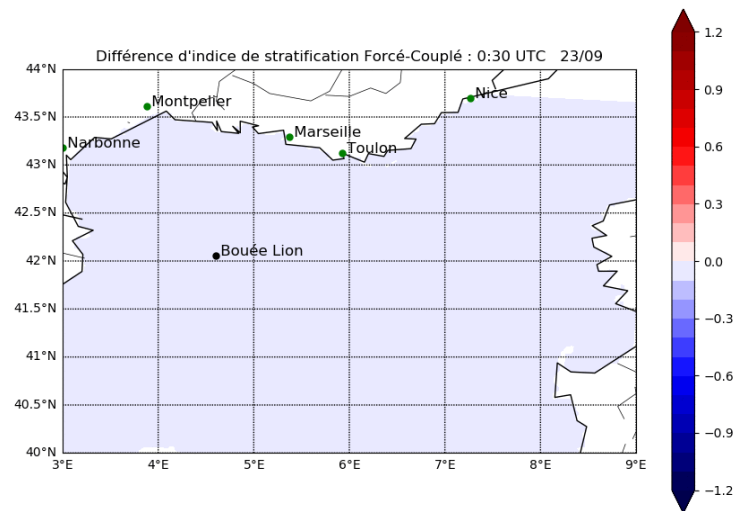 Différence d'indice de stratification Forcé-Couplé : 0:30 UTC 23/09
44°N
43.5°N
43°N
42.5°N
42°N
41.5°N
41°N
40.5°N
40°N
3°E 4°E 5°E 6°E 7°E 8°E 9°E
Montpellier
Nice
Marseille
Narbonne
Toulon
Bouée Lion
1.2
0.9
0.6
0.3
0.0
−0.3
−0.6
−0.9
−1.2